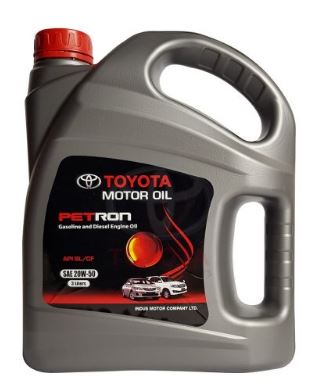 TOYOTA
MOTOR OIL
PETRON
Gasoline and Diesel Engine Oil
API SL/CF
SAE 20W-50
3 Liters
INDUS MOTOR COMPANY LTD.